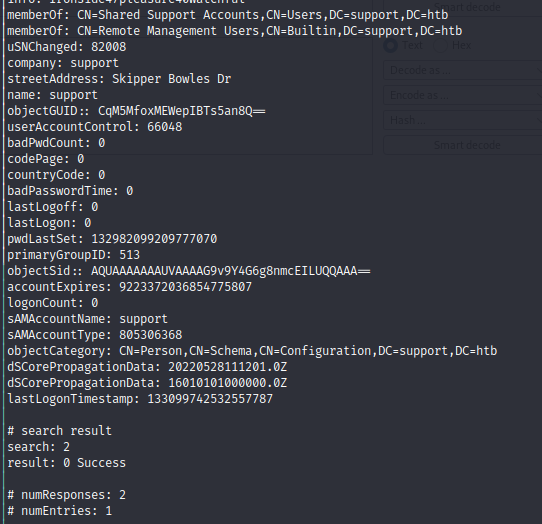 memberOf: CN=Shared Support Accounts,CN=Users,DC=support,DC=htb
memberOf: CN=Remote Management Users,CN=Builtin,DC=support,DC=htb
uSNChanged: 82008
company: support
streetAddress: Skipper Bowles Dr
name: support
objectGUID:: CqM5MfoxMEWepIBTs5an8Q==
userAccountControl: 66048
badPwdCount: 0
codePage: 0
countryCode: 0
badPasswordTime: 0
lastLogoff: 0
lastLogon: 0
pwdLastSet: 132982099209777070
primaryGroupID: 513
objectSid:: AQUAAAAAAAUVAAAAG9v9Y4G6g8nmcEILUQQAAA==
accountExpires: 9223372036854775807
logonCount: 0
sAMAccountName: support
sAMAccountType: 805306368
objectCategory: CN=Person,CN=Schema,CN=Configuration,DC=support,DC=htb
dSCorePropagationData: 20220528111201.0Z
dSCorePropagationData: 16010101000000.0Z
lastLogonTimestamp: 133099742532557787
# search result
search: 2
result: 0 Success
# numResponses: 2
# numEntries: 1
Smart decode
Text
Hex
Decode as ...
Encode as ...
Hash...
Smart decode